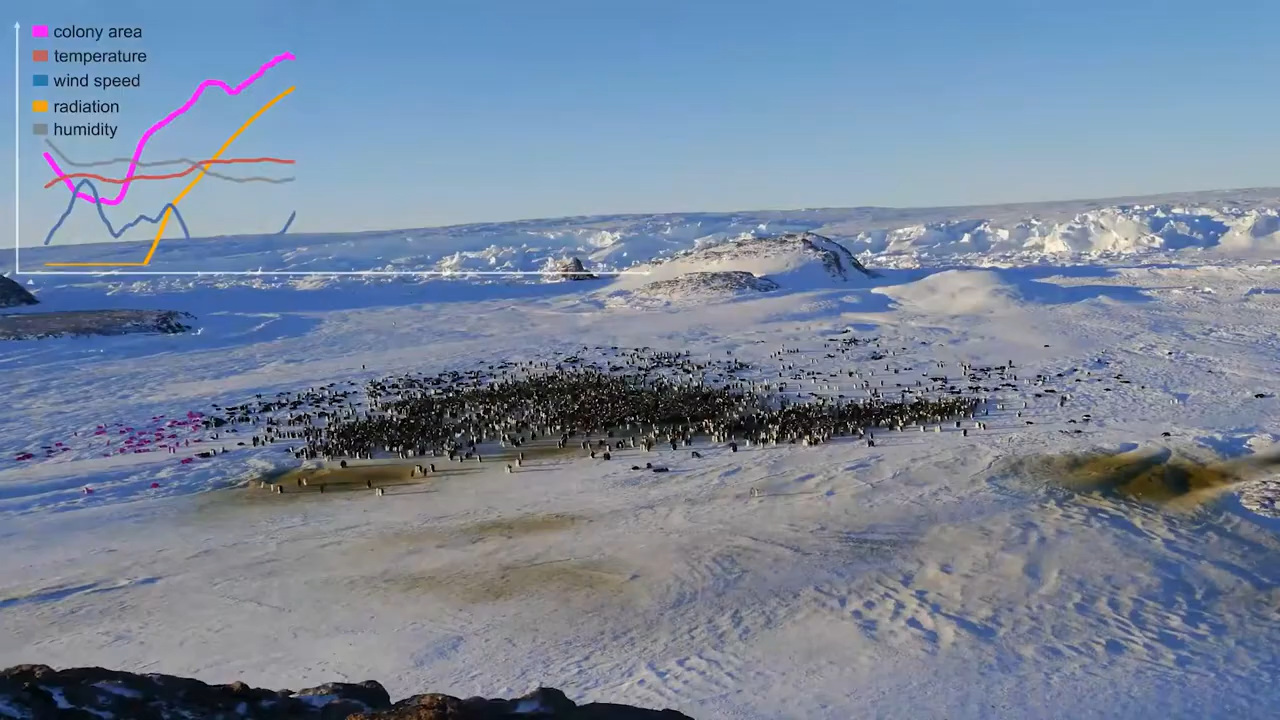 colony area
temperature
wind speed
radiation
humidity